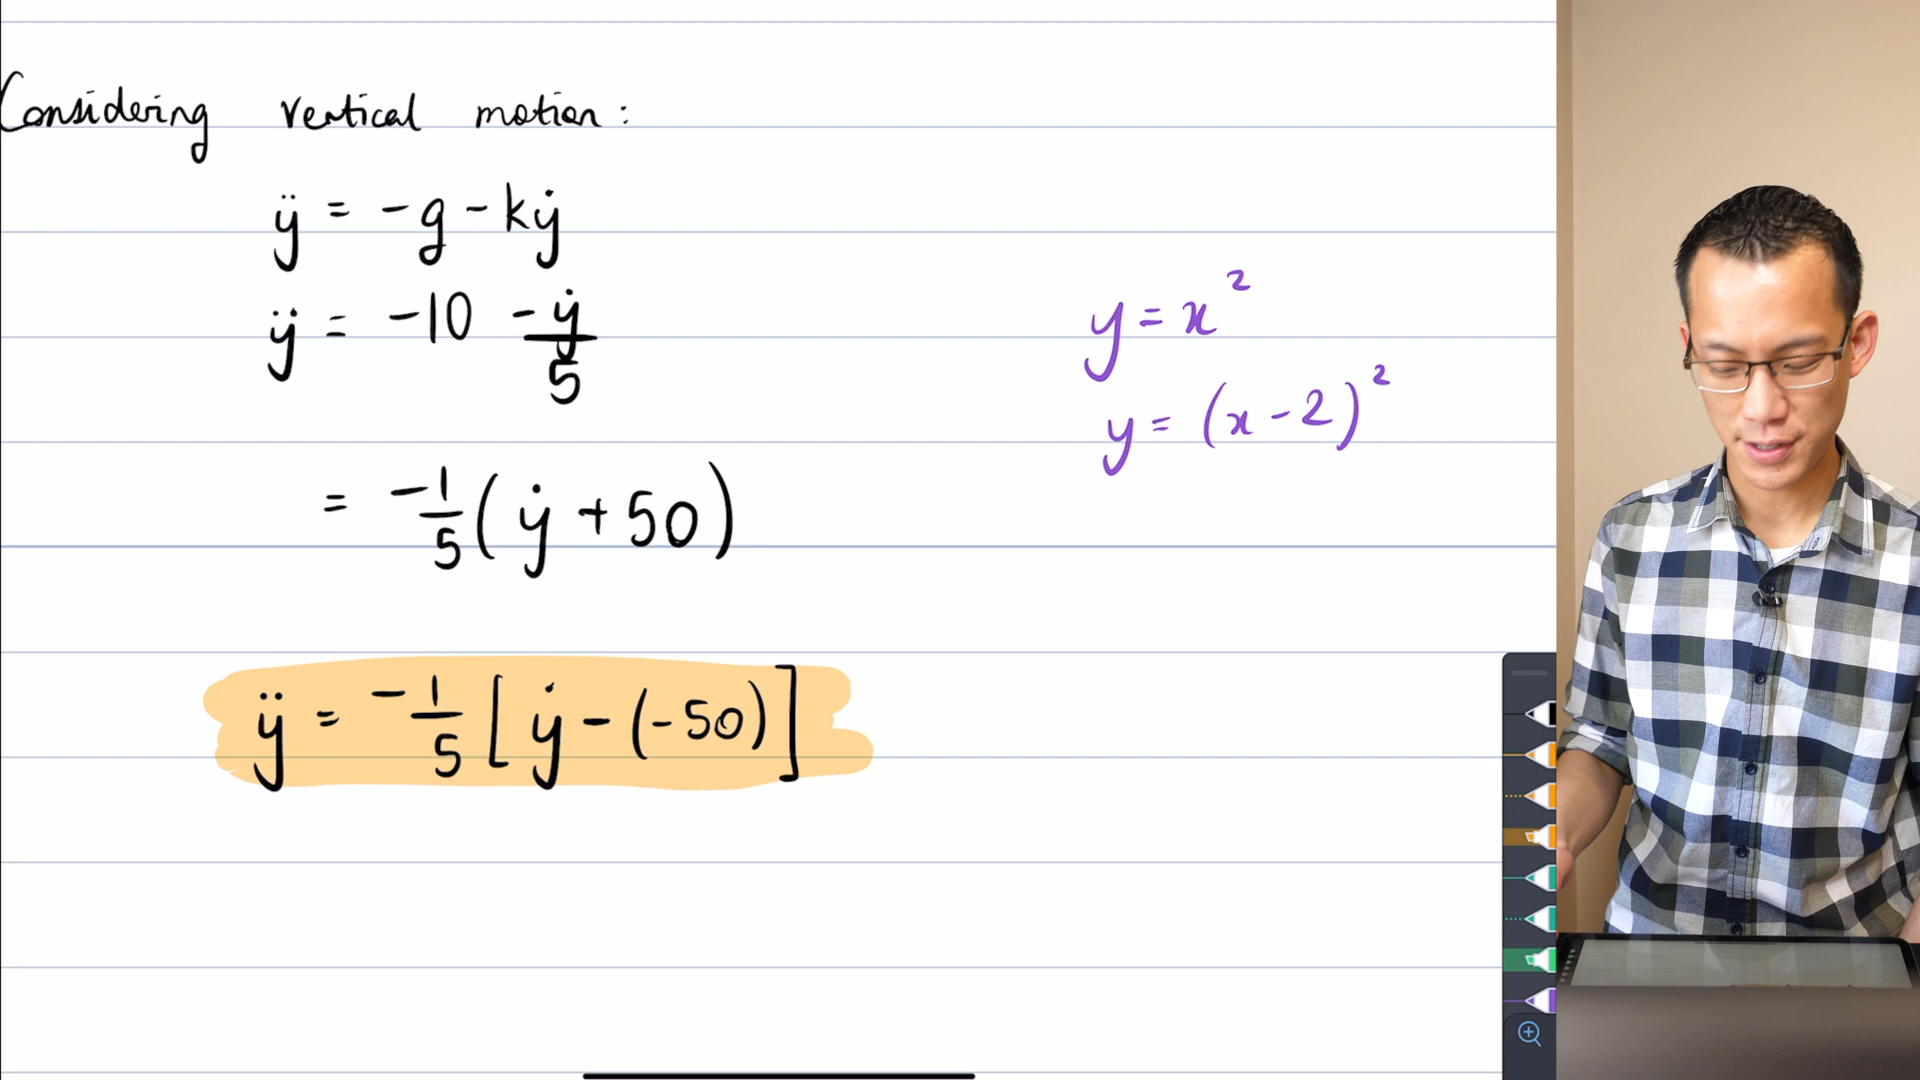 Considering vertical motion:
ÿ = -g - kẏ
ÿ = -10 - ẏ/5
= -1/5 (ẏ + 50)
ÿ = -1/5 [ẏ - (-50)]
y = x²
y = (x - 2)²